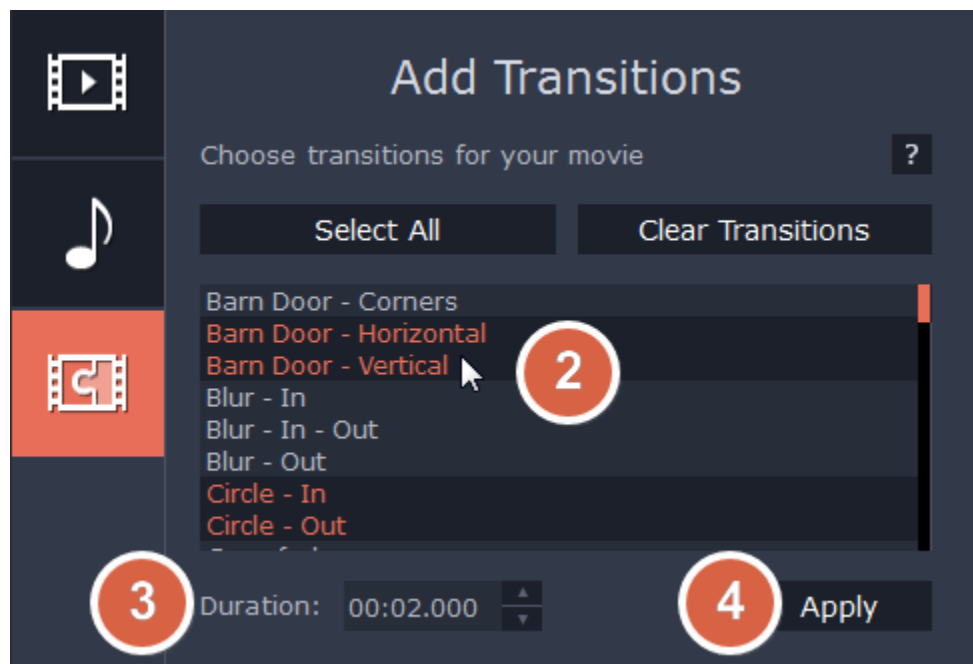 Add Transitions
Choose transitions for your movie ?
Select All Clear Transitions
Barn Door - Corners
Barn Door - Horizontal
Barn Door - Vertical
2
Blur - In
Blur - In - Out
Blur - Out
Circle - In
Circle - Out
3 Duration: 00:02.000 4 Apply